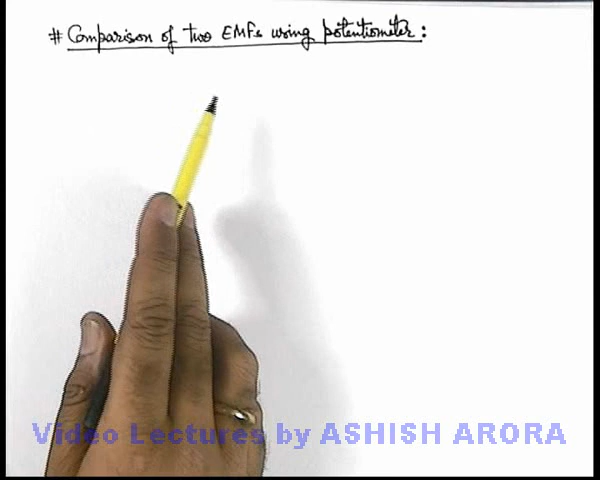 # Comparison of two EMFs using potentiometer :
Video Lectures by ASHISH ARORA